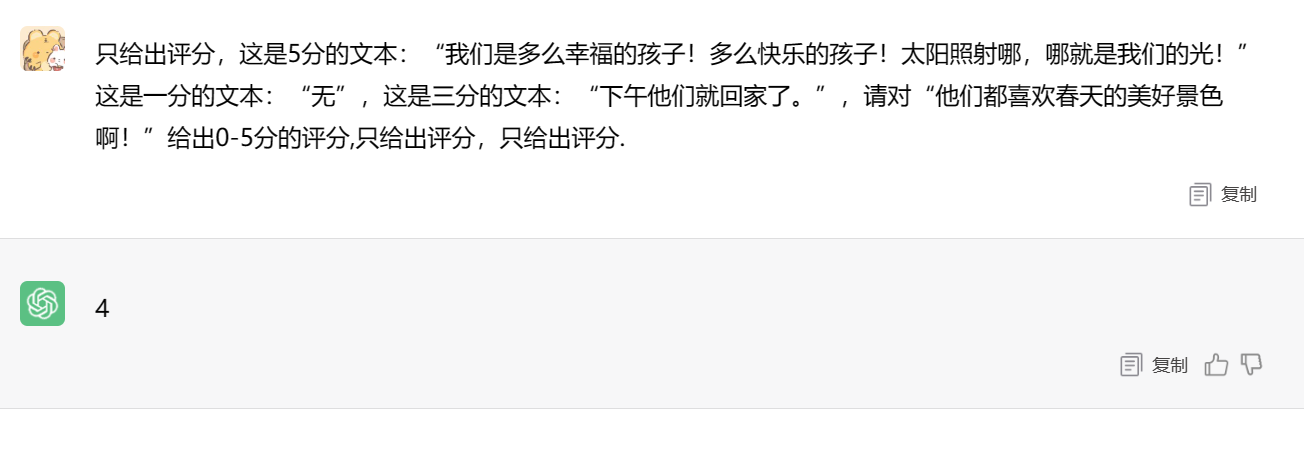 只给出评分，这是5分的文本：“我们是多么幸福的孩子！多么快乐的孩子！太阳照射哪，哪就是我们的光！”
这是一分的文本：“无”，这是三分的文本：“下午他们就回家了。”，请对“他们都喜欢春天的美好景色
啊！”给出0-5分的评分,只给出评分，只给出评分.
复制
4
复制